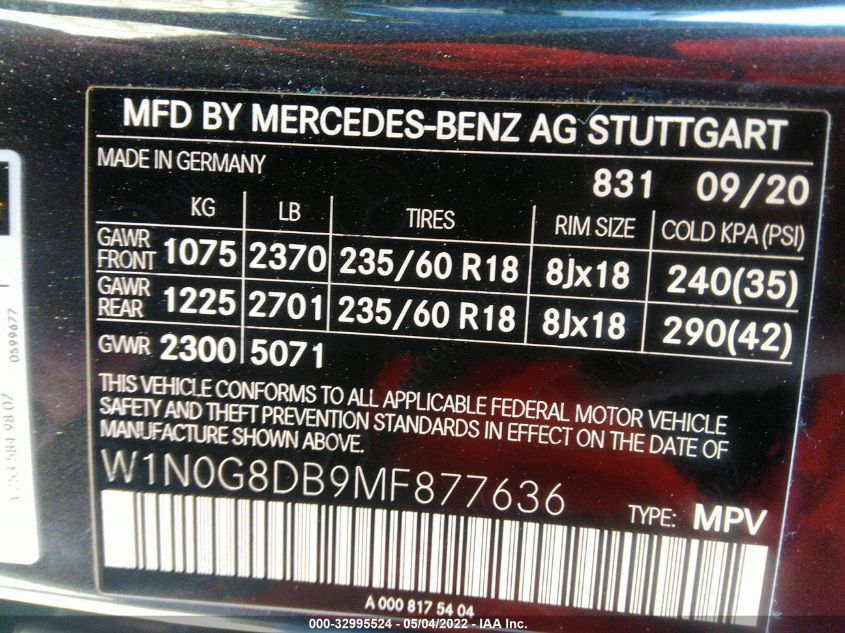 MFD BY MERCEDES-BENZ AG STUTTGART
MADE IN GERMANY
831 09/20
KG LB TIRES RIM SIZE COLD KPA (PSI)
GAWR FRONT 1075 2370 235/60 R18 8Jx18 240(35)
GAWR REAR 1225 2701 235/60 R18 8Jx18 290(42)
GVWR 2300 5071
THIS VEHICLE CONFORMS TO ALL APPLICABLE FEDERAL MOTOR VEHICLE
SAFETY AND THEFT PREVENTION STANDARDS IN EFFECT ON THE DATE OF
MANUFACTURE SHOWN ABOVE.
W1N0G8DB9MF877636
TYPE: MPV
A 000 817 54 04
0599677
584 98 07
000-32995524 - 05/04/2022 - IAA Inc.